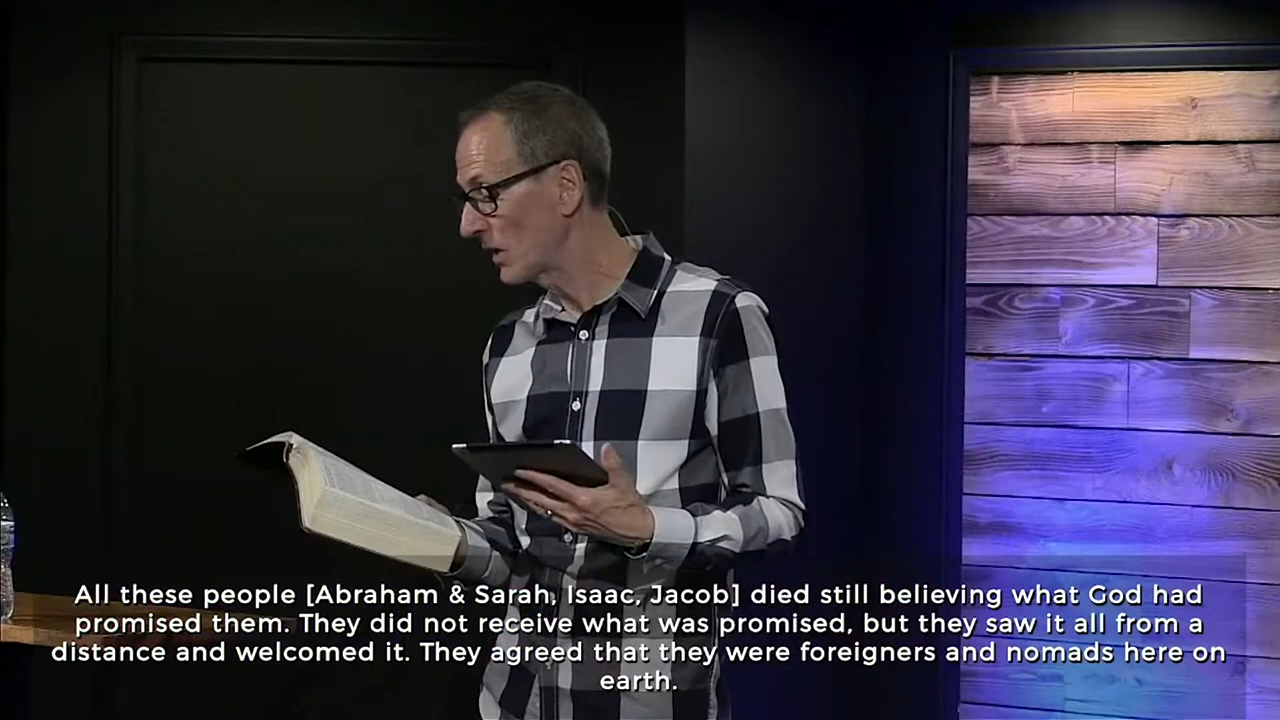 All these people [Abraham & Sarah, Isaac, Jacob] died still believing what God had
promised them. They did not receive what was promised, but they saw it all from a
distance and welcomed it. They agreed that they were foreigners and nomads here on
earth.